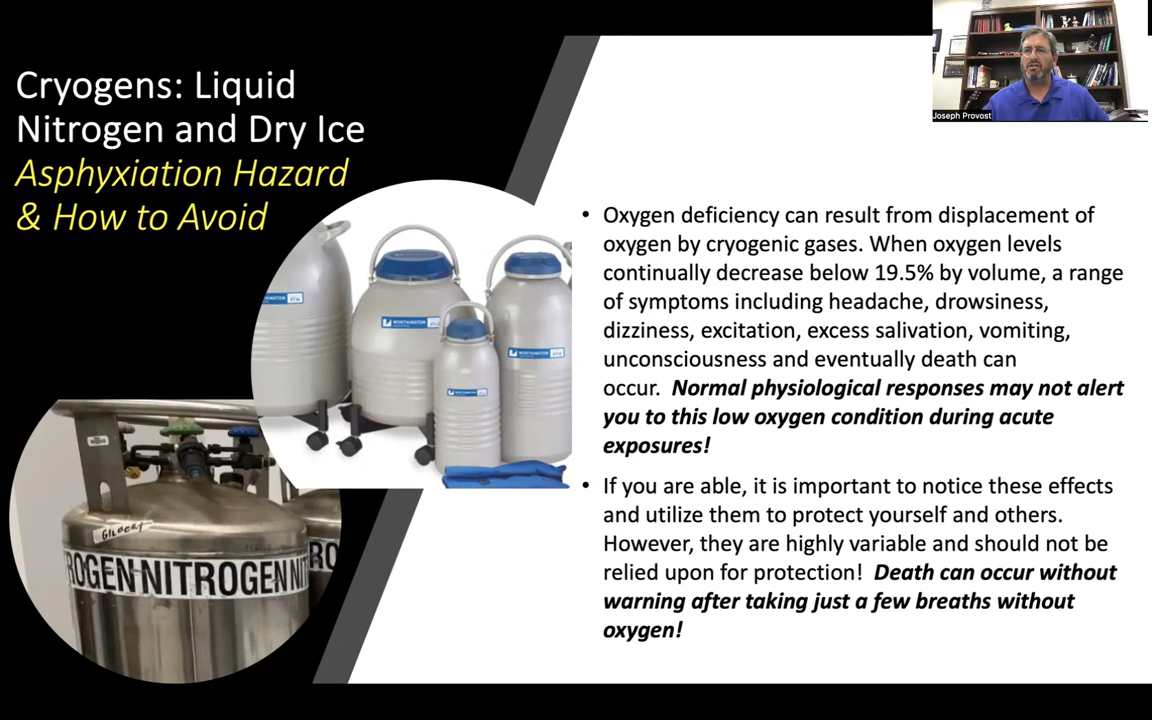 Cryogens: Liquid
Nitrogen and Dry Ice
Asphyxiation Hazard
& How to Avoid
Joseph Provost
• Oxygen deficiency can result from displacement of
oxygen by cryogenic gases. When oxygen levels
continually decrease below 19.5% by volume, a range
of symptoms including headache, drowsiness,
dizziness, excitation, excess salivation, vomiting,
unconsciousness and eventually death can
occur. Normal physiological responses may not alert
you to this low oxygen condition during acute
exposures!
• If you are able, it is important to notice these effects
and utilize them to protect yourself and others.
However, they are highly variable and should not be
relied upon for protection! Death can occur without
warning after taking just a few breaths without
oxygen!
WORTHINGTON
GILBERT
ROGEN NITROGEN NI
RO